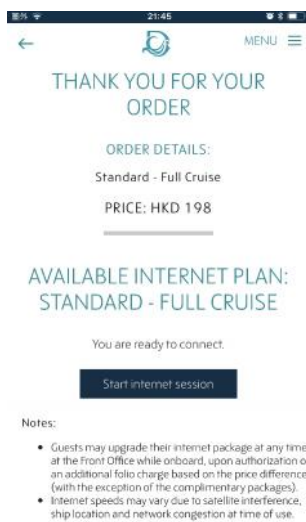 21:45
MENU
THANK YOU FOR YOUR
ORDER
ORDER DETAILS:
Standard - Full Cruise
PRICE: HKD 198
AVAILABLE INTERNET PLAN:
STANDARD - FULL CRUISE
You are ready to connect.
Start internet session
Notes:
• Guests may upgrade their internet package at any time
at the Front Office while onboard, upon authorization o
an additional folio charge based on the price difference
(with the exception of the complimentary packages).
• Internet speeds may vary due to satellite interference,
ship location and network congestion at time of use.